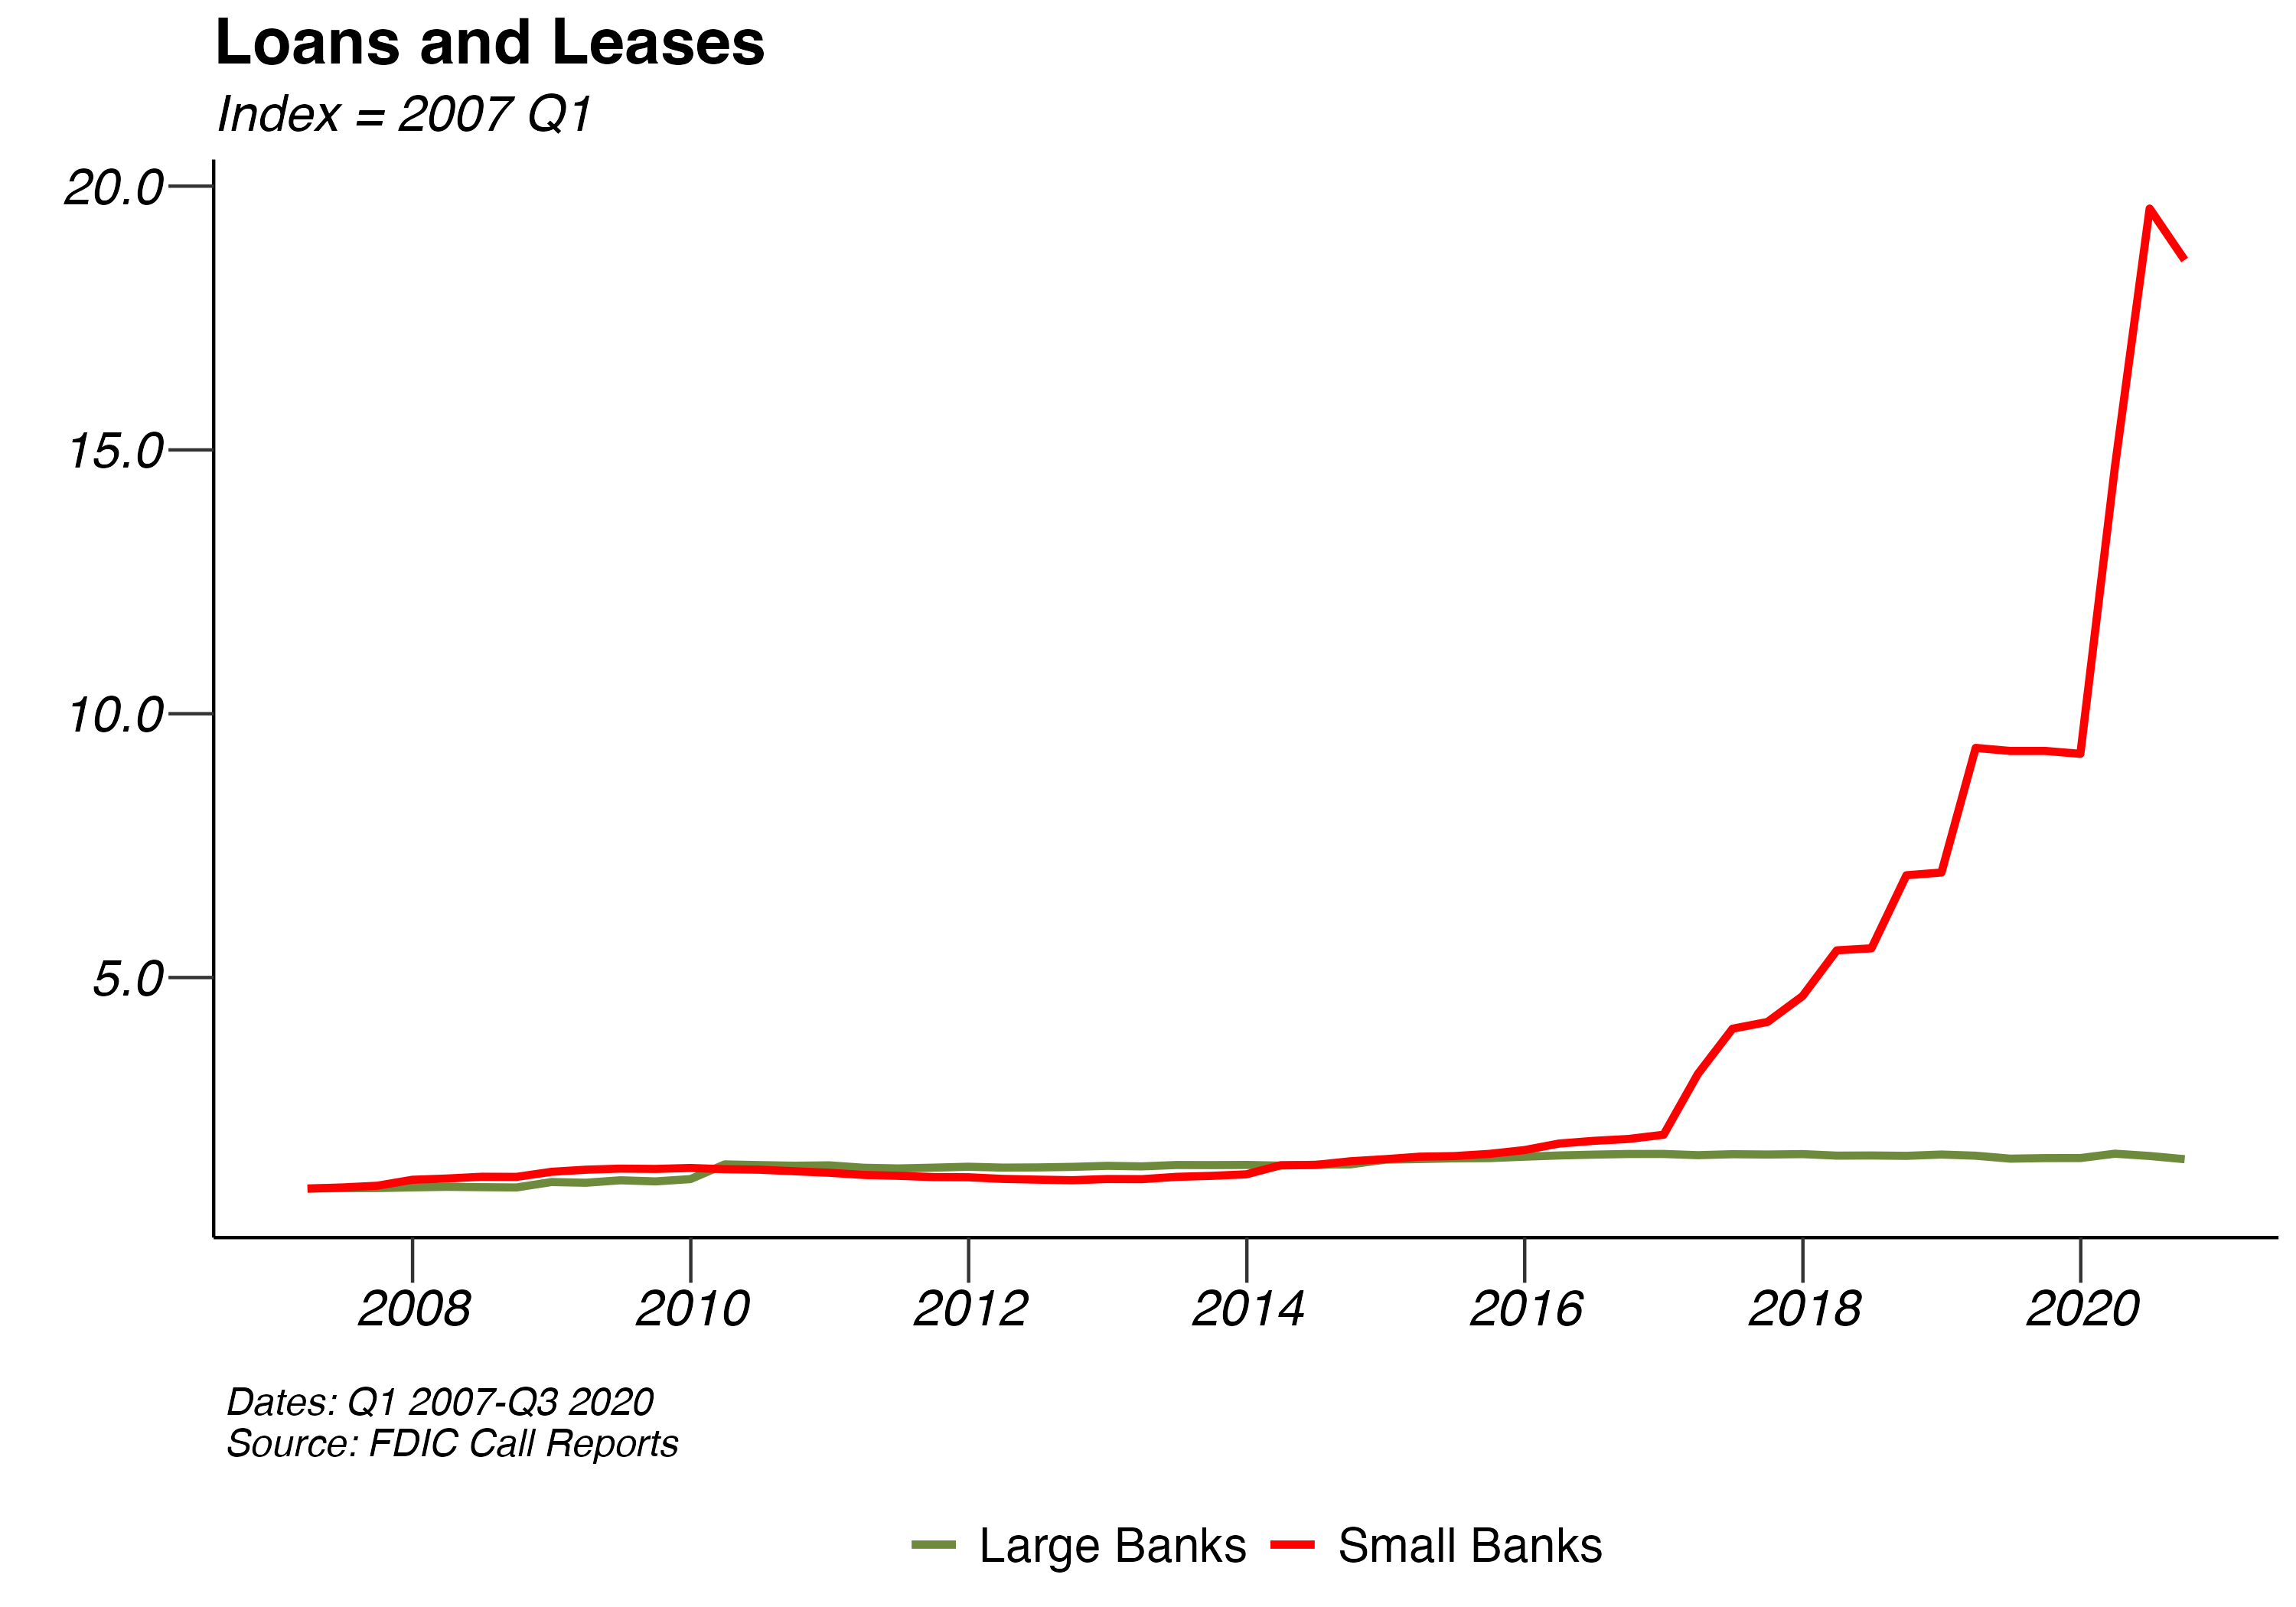 Loans and Leases
Index = 2007 Q1
20.0
15.0
10.0
5.0
2008 2010 2012 2014 2016 2018 2020
Dates: Q1 2007-Q3 2020
Source: FDIC Call Reports
Large Banks Small Banks